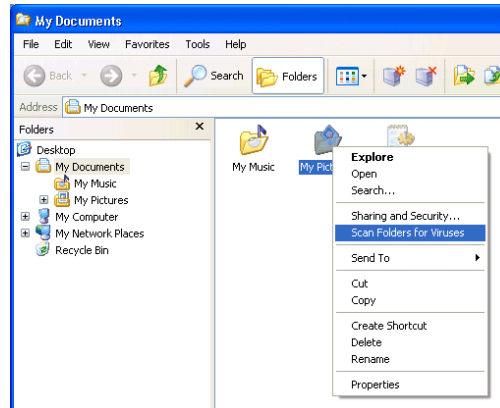 My Documents
File Edit View Favorites Tools Help
Back Search Folders
Address My Documents
Folders
Desktop
My Documents
My Music
My Pictures
My Computer
My Network Places
Recycle Bin
My Music
Explore
Open
Search...
Sharing and Security...
Scan Folders for Viruses
Send To
Cut
Copy
Create Shortcut
Delete
Rename
Properties